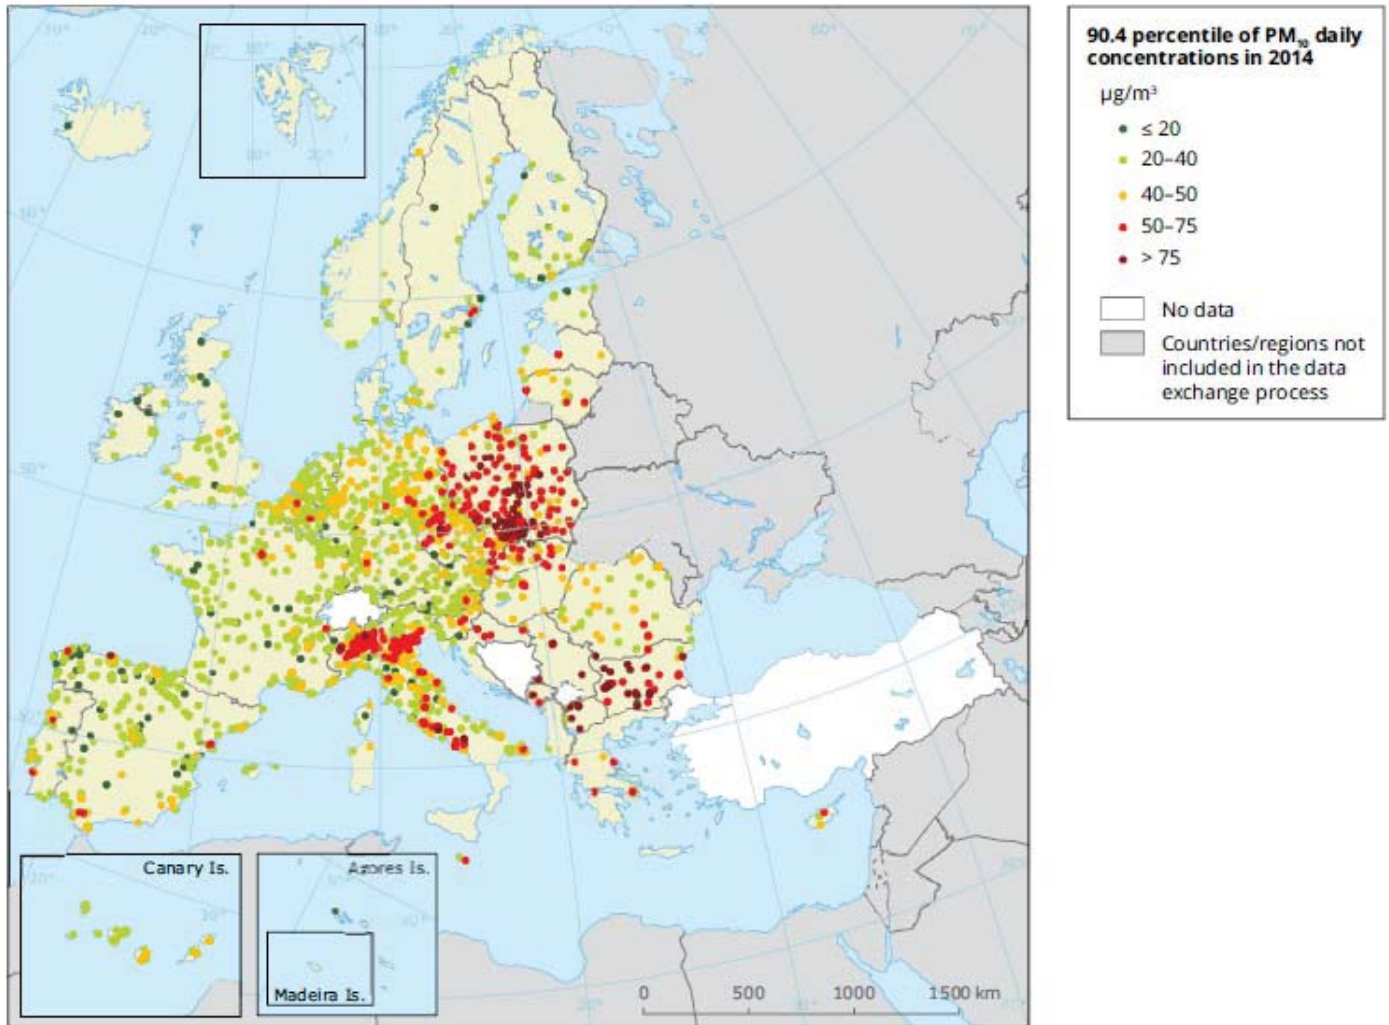 90.4 percentile of PM₁₀ daily
concentrations in 2014
µg/m³
≤ 20
20–40
40–50
50–75
> 75
No data
Countries/regions not
included in the data
exchange process
Canary Is.
Azores Is.
Madeira Is.
0 500 1000 1500 km